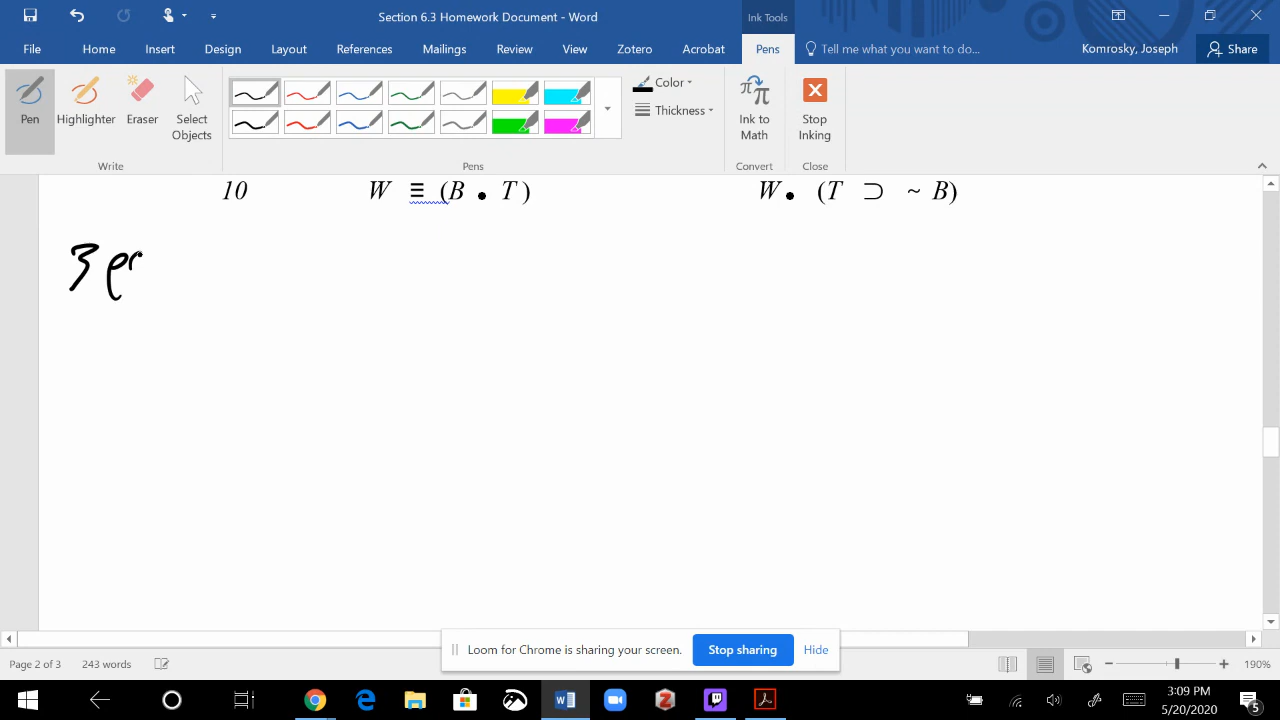 Section 6.3 Homework Document - Word
Ink Tools
File Home Insert Design Layout References Mailings Review View Zotero Acrobat Pens Tell me what you want to do... Komrosky, Joseph Share
Pen Highlighter Eraser Select Objects
Color
Thickness
Ink to Math
Stop Inking
Write Pens Convert Close
10 W ≡ (B • T ) W • (T ⊃ ~ B)
3
Loom for Chrome is sharing your screen. Stop sharing Hide
Page 2 of 3 243 words 190%
3:09 PM
5/20/2020
5